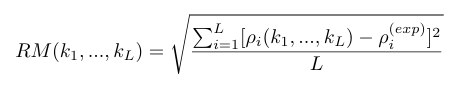 RM(k_1, ..., k_L) = \sqrt{\frac{\sum_{i=1}^{L}[\rho_i(k_1, ..., k_L) - \rho_i^{(exp)}]^2}{L}}